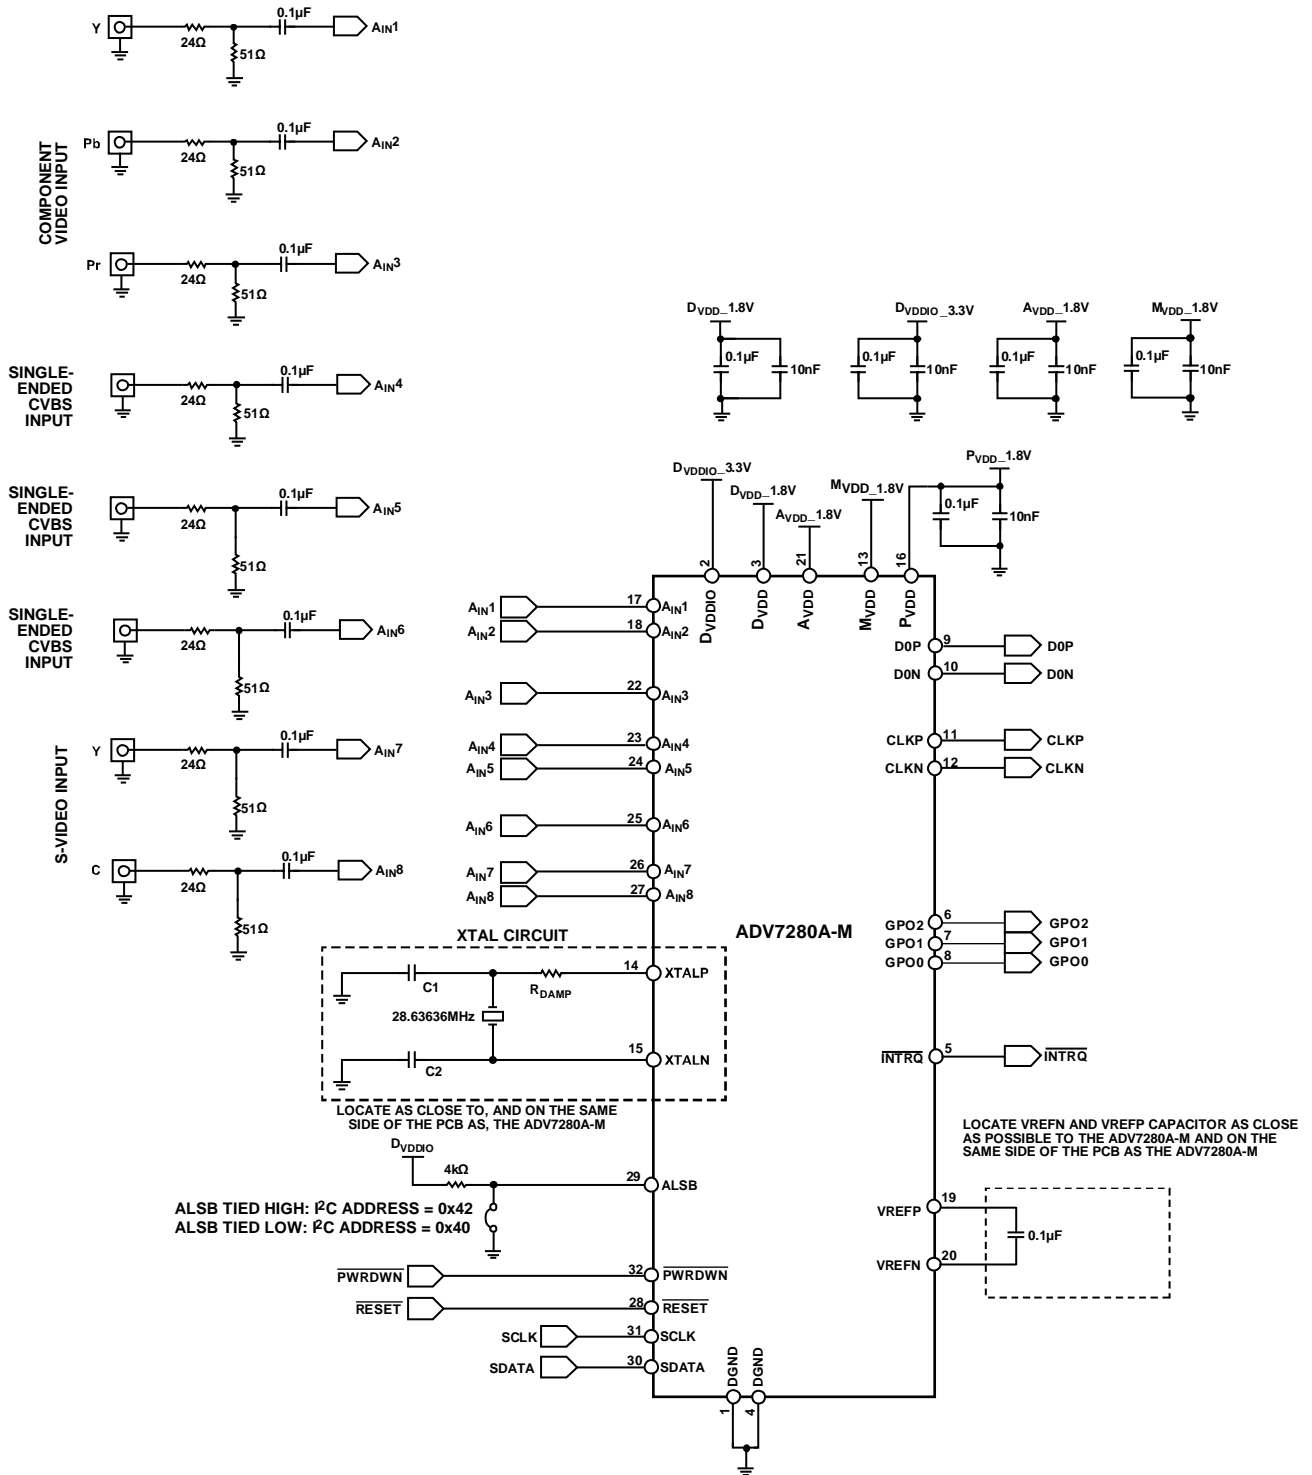 Y
24Ω
51Ω
0.1µF
AIN1
COMPONENT
VIDEO INPUT
Pb
24Ω
51Ω
0.1µF
AIN2
Pr
24Ω
51Ω
0.1µF
AIN3
SINGLE-
ENDED
CVBS
INPUT
24Ω
51Ω
0.1µF
AIN4
SINGLE-
ENDED
CVBS
INPUT
24Ω
51Ω
0.1µF
AIN5
SINGLE-
ENDED
CVBS
INPUT
24Ω
51Ω
0.1µF
AIN6
S-VIDEO INPUT
Y
24Ω
51Ω
0.1µF
AIN7
C
24Ω
51Ω
0.1µF
AIN8
DVDD_1.8V
0.1µF
10nF
DVDDIO_3.3V
0.1µF
10nF
AVDD_1.8V
0.1µF
10nF
MVDD_1.8V
0.1µF
10nF
PVDD_1.8V
0.1µF
10nF
DVDDIO_3.3V
DVDD_1.8V
AVDD_1.8V
MVDD_1.8V
2
3
21
13
16
DVDDIO
DVDD
AVDD
MVDD
PVDD
AIN1 17 AIN1
AIN2 18 AIN2
AIN3 22 AIN3
AIN4 23 AIN4
AIN5 24 AIN5
AIN6 25 AIN6
AIN7 26 AIN7
AIN8 27 AIN8
D0P 9 D0P
D0N 10 D0N
CLKP 11 CLKP
CLKN 12 CLKN
ADV7280A-M
GPO2 6 GPO2
GPO1 7 GPO1
GPO0 8 GPO0
INTRQ 5 INTRQ
XTAL CIRCUIT
C1
RDAMP
14 XTALP
28.63636MHz
C2
15 XTALN
LOCATE AS CLOSE TO, AND ON THE SAME
SIDE OF THE PCB AS, THE ADV7280A-M
LOCATE VREFN AND VREFP CAPACITOR AS CLOSE
AS POSSIBLE TO THE ADV7280A-M AND ON THE
SAME SIDE OF THE PCB AS THE ADV7280A-M
DVDDIO
4kΩ
29 ALSB
ALSB TIED HIGH: I2C ADDRESS = 0x42
ALSB TIED LOW: I2C ADDRESS = 0x40
VREFP 19
0.1µF
VREFN 20
PWRDWN 32 PWRDWN
RESET 28 RESET
SCLK 31 SCLK
SDATA 30 SDATA
DGND
DGND
1
4